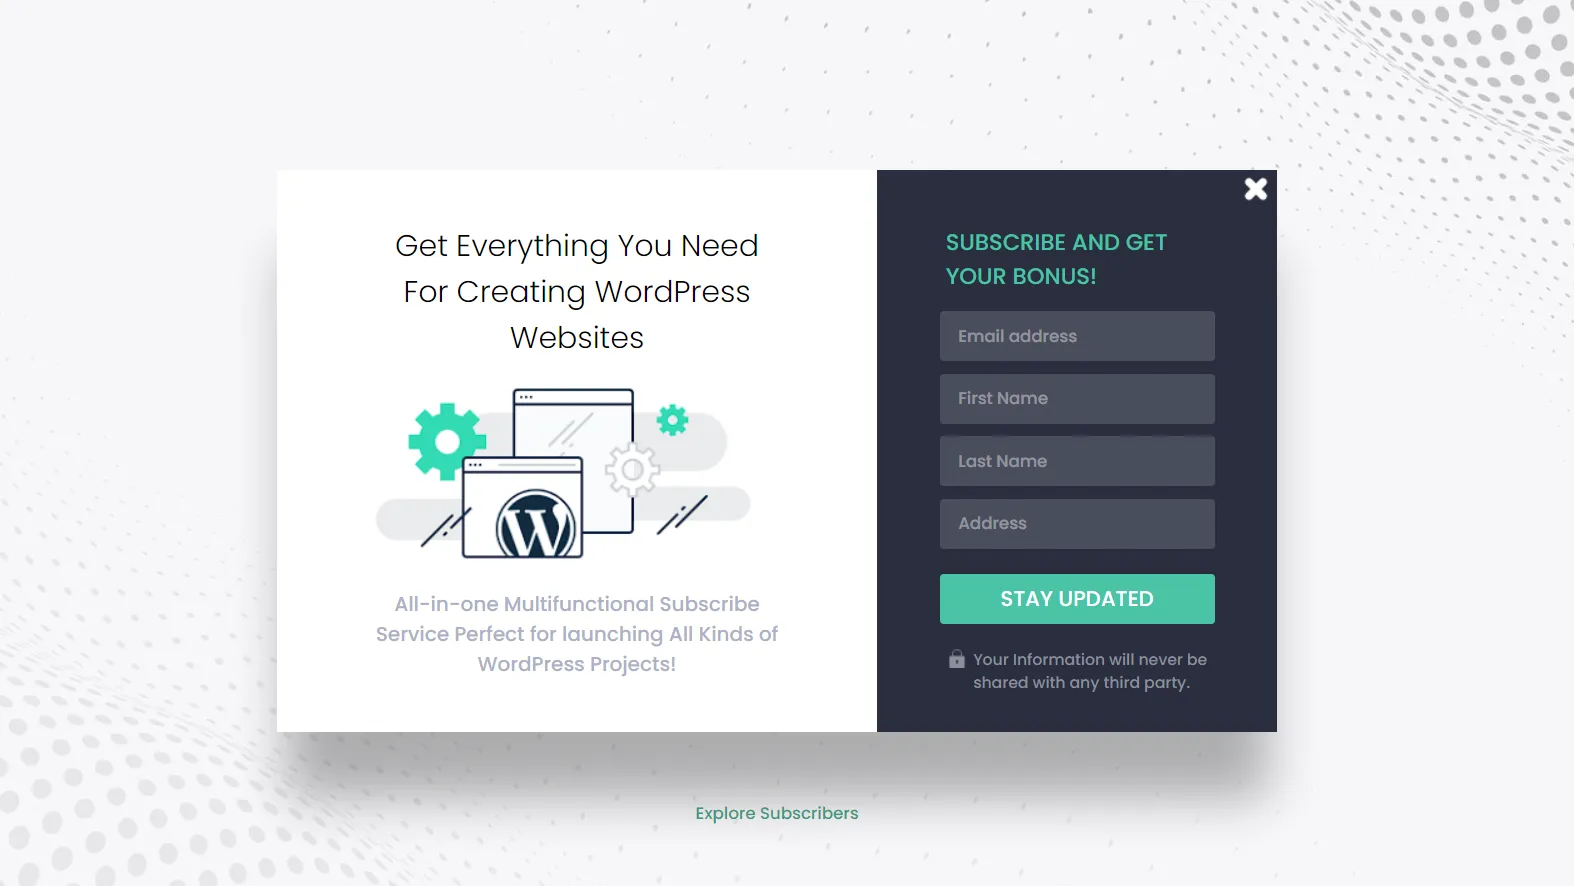 Get Everything You Need
For Creating WordPress
Websites
All-in-one Multifunctional Subscribe
Service Perfect for launching All Kinds of
WordPress Projects!
SUBSCRIBE AND GET
YOUR BONUS!
Email address
First Name
Last Name
Address
STAY UPDATED
Your Information will never be
shared with any third party.
Explore Subscribers